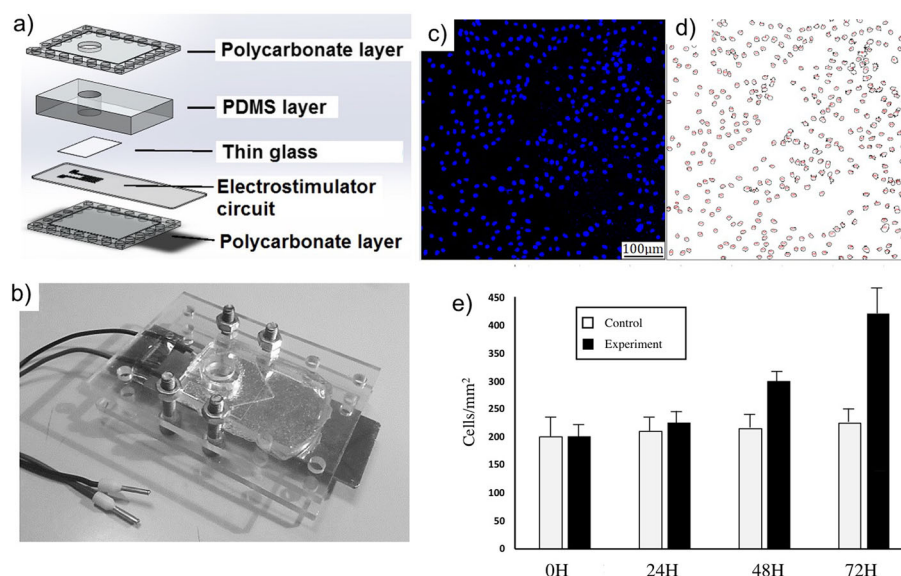 a)
Polycarbonate layer
PDMS layer
Thin glass
Electrostimulator
circuit
Polycarbonate layer
b)
c)
100µm
d)
e)
Control
Experiment
Cells/mm²
450
400
350
300
250
200
150
100
50
0
0H 24H 48H 72H